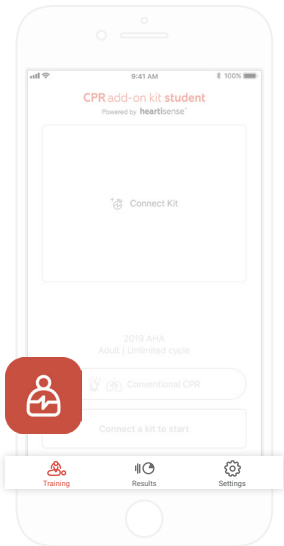 9:41 AM
100%
CPR add-on kit student
Powered by heartisense
Connect Kit
2019 AHA
Adult | Unlimited cycle
Conventional CPR
Connect a kit to start
Training Results Settings